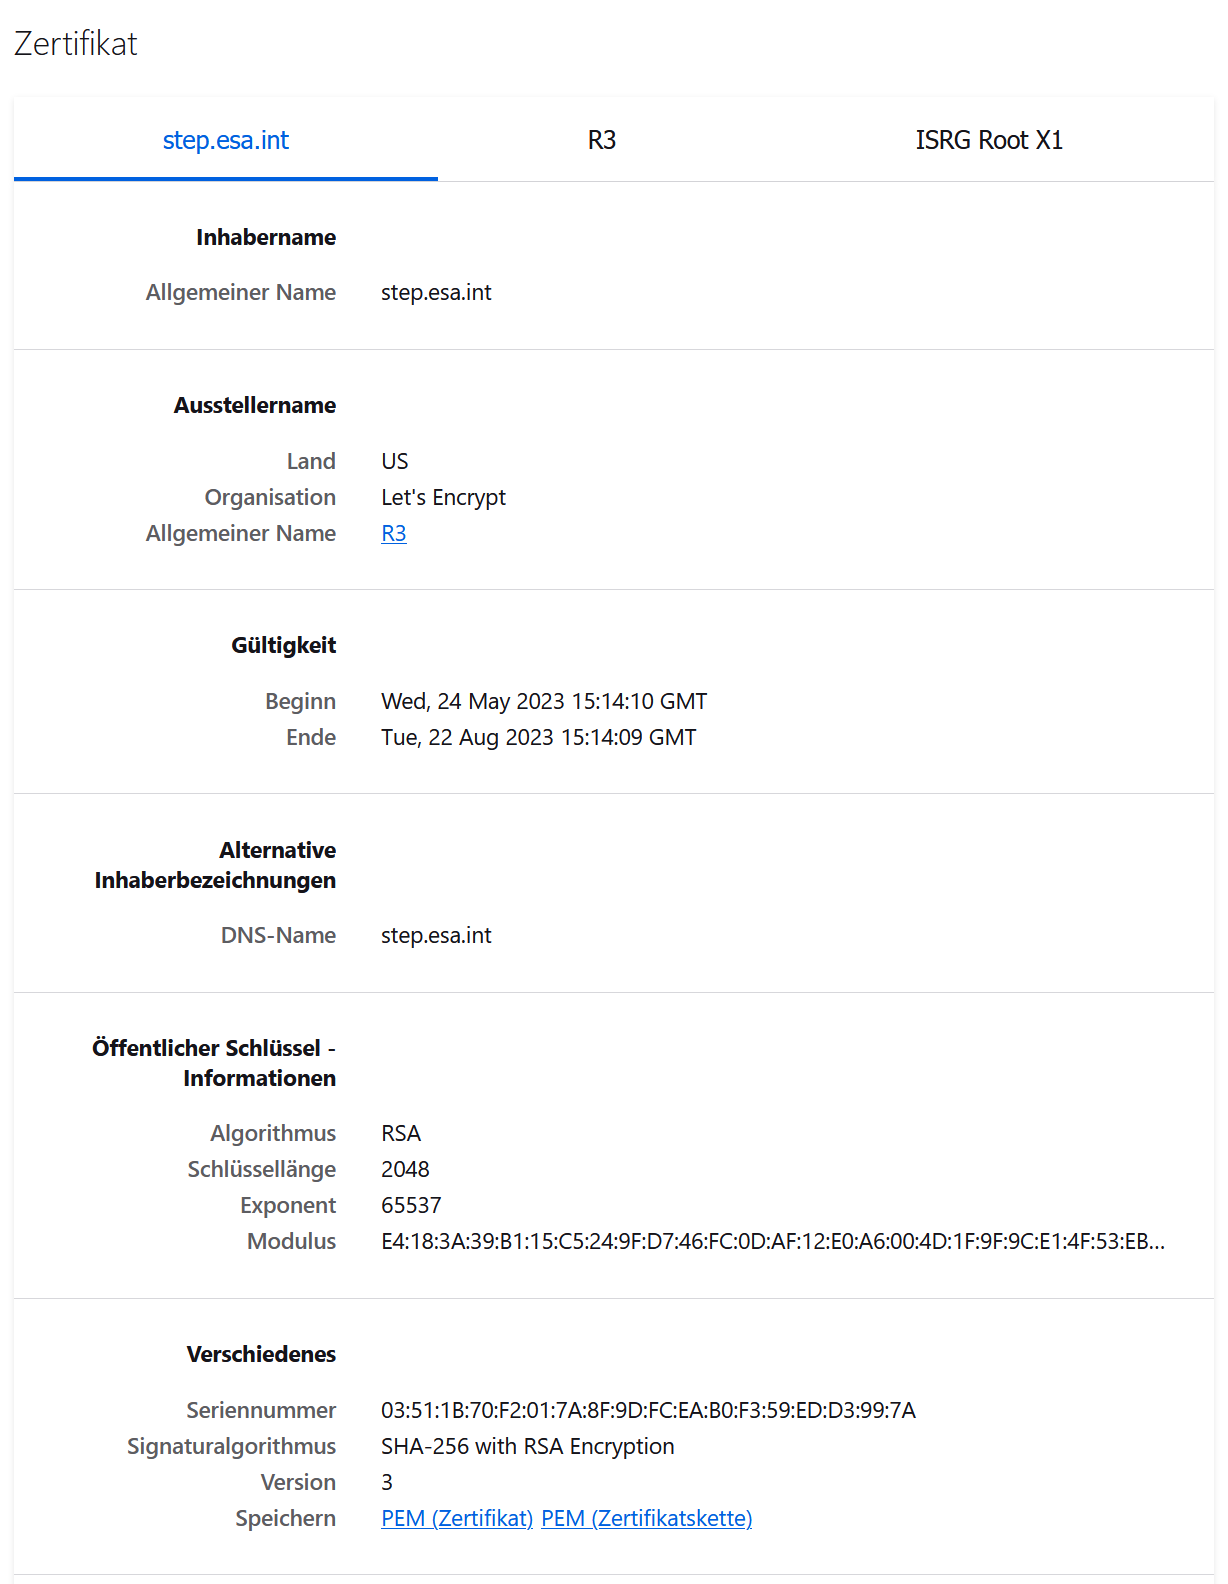 Zertifikat
step.esa.int R3 ISRG Root X1
Inhabername
Allgemeiner Name step.esa.int
Ausstellername
Land US
Organisation Let's Encrypt
Allgemeiner Name R3
Gültigkeit
Beginn Wed, 24 May 2023 15:14:10 GMT
Ende Tue, 22 Aug 2023 15:14:09 GMT
Alternative
Inhaberbezeichnungen
DNS-Name step.esa.int
Öffentlicher Schlüssel -
Informationen
Algorithmus RSA
Schlüssellänge 2048
Exponent 65537
Modulus E4:18:3A:39:B1:15:C5:24:9F:D7:46:FC:0D:AF:12:E0:A6:00:4D:1F:9F:9C:E1:4F:53:EB...
Verschiedenes
Seriennummer 03:51:1B:70:F2:01:7A:8F:9D:FC:EA:B0:F3:59:ED:D3:99:7A
Signaturalgorithmus SHA-256 with RSA Encryption
Version 3
Speichern PEM (Zertifikat) PEM (Zertifikatskette)